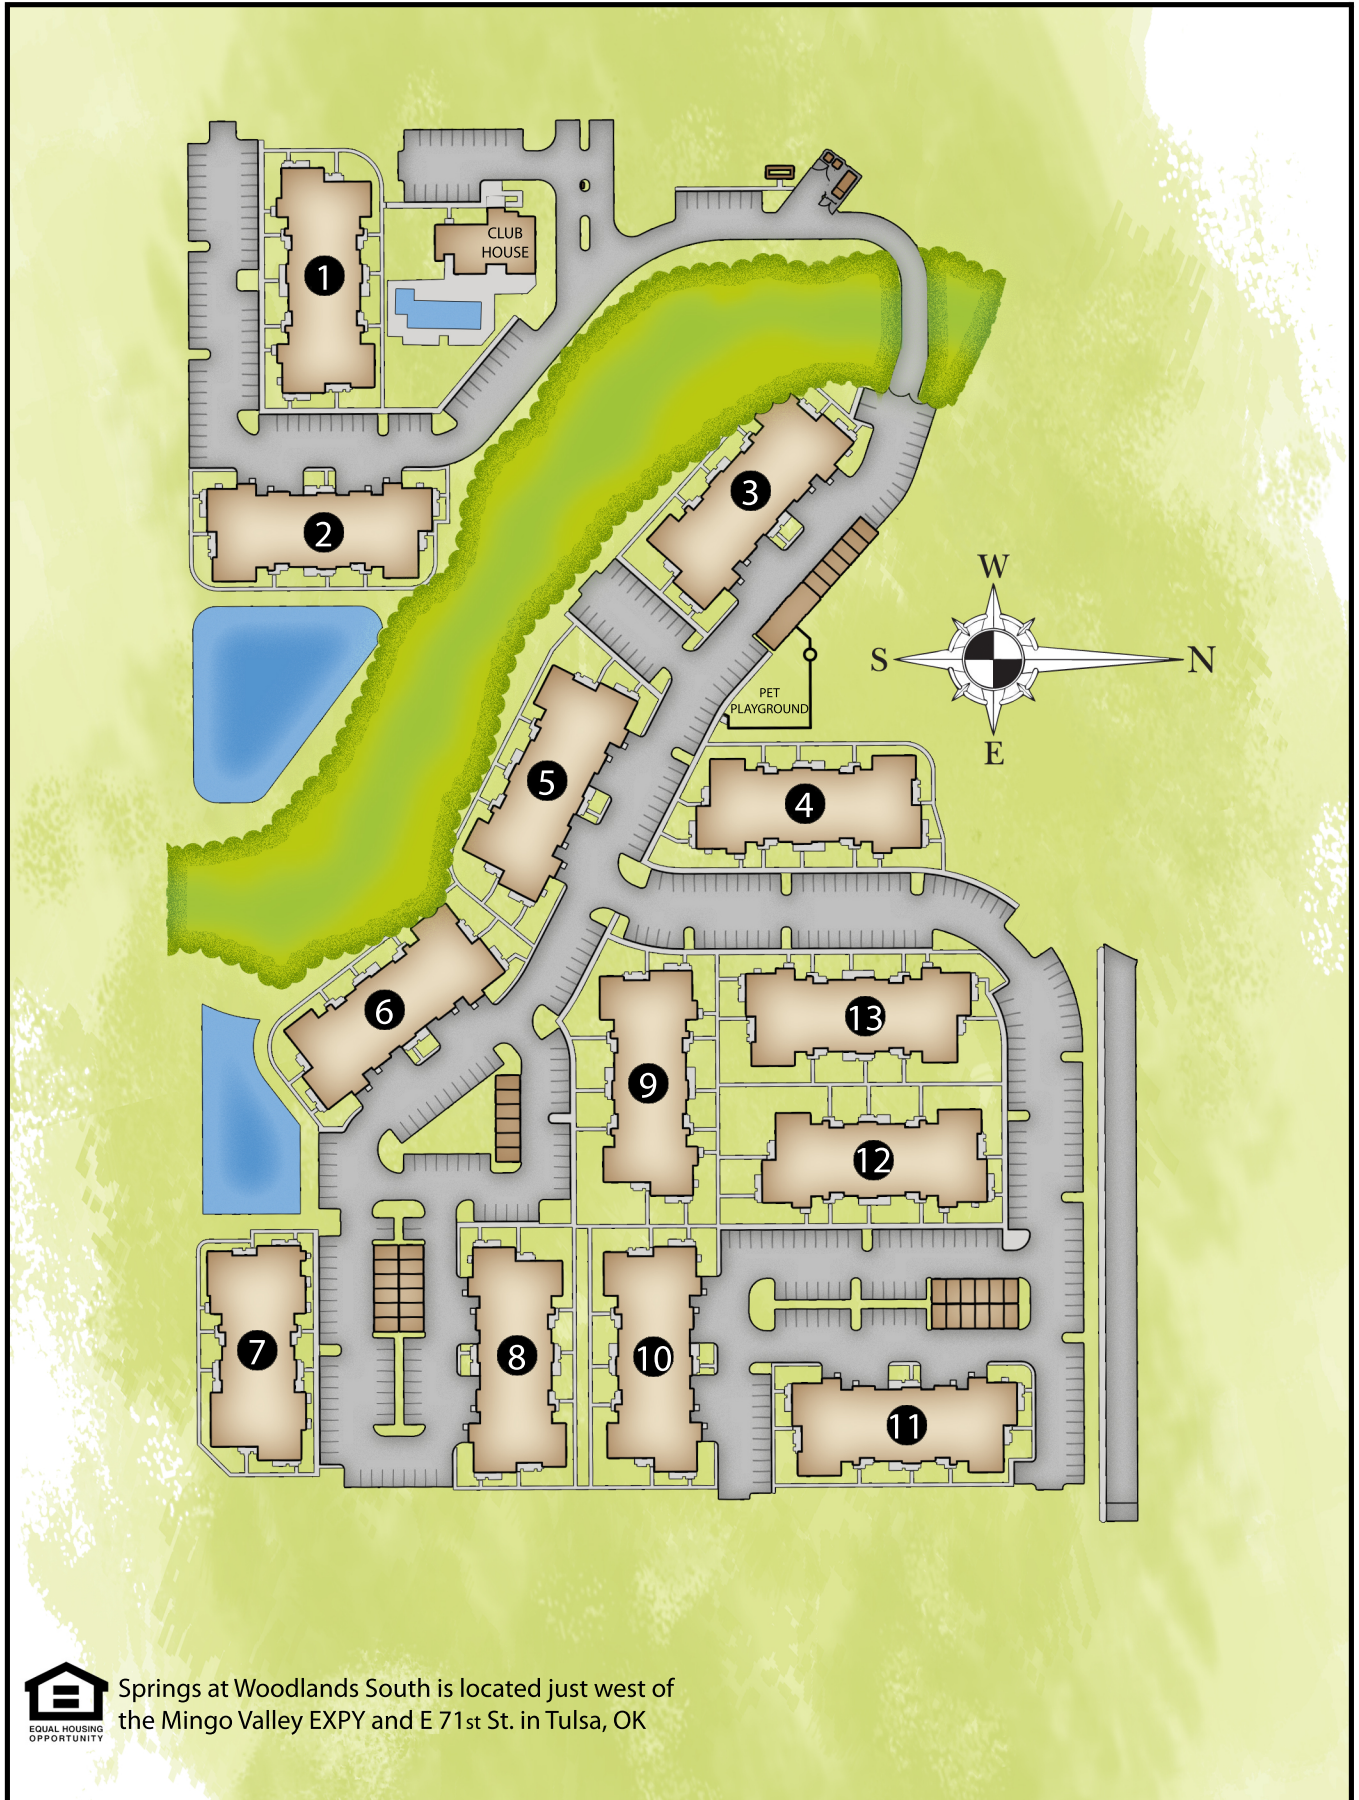 CLUB
HOUSE
1
2
3
W
S
N
E
PET
PLAYGROUND
5
4
6
9
13
12
7
8
10
11
EQUAL HOUSING
OPPORTUNITY
Springs at Woodlands South is located just west of
the Mingo Valley EXPY and E 71st St. in Tulsa, OK